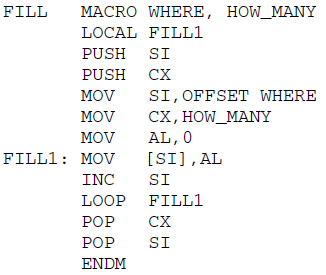 FILL MACRO WHERE, HOW_MANY
LOCAL FILL1
PUSH SI
PUSH CX
MOV SI,OFFSET WHERE
MOV CX,HOW_MANY
MOV AL,0
FILL1: MOV [SI],AL
INC SI
LOOP FILL1
POP CX
POP SI
ENDM